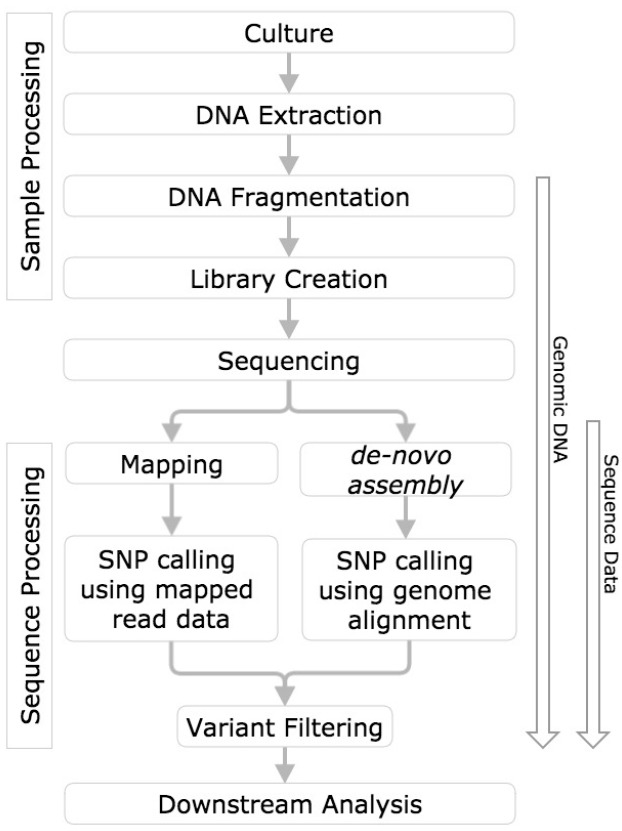 Sample Processing
Culture
DNA Extraction
DNA Fragmentation
Library Creation
Sequencing
Genomic DNA
Sequence Data
Sequence Processing
Mapping
de-novo
assembly
SNP calling
using mapped
read data
SNP calling
using genome
alignment
Variant Filtering
Downstream Analysis